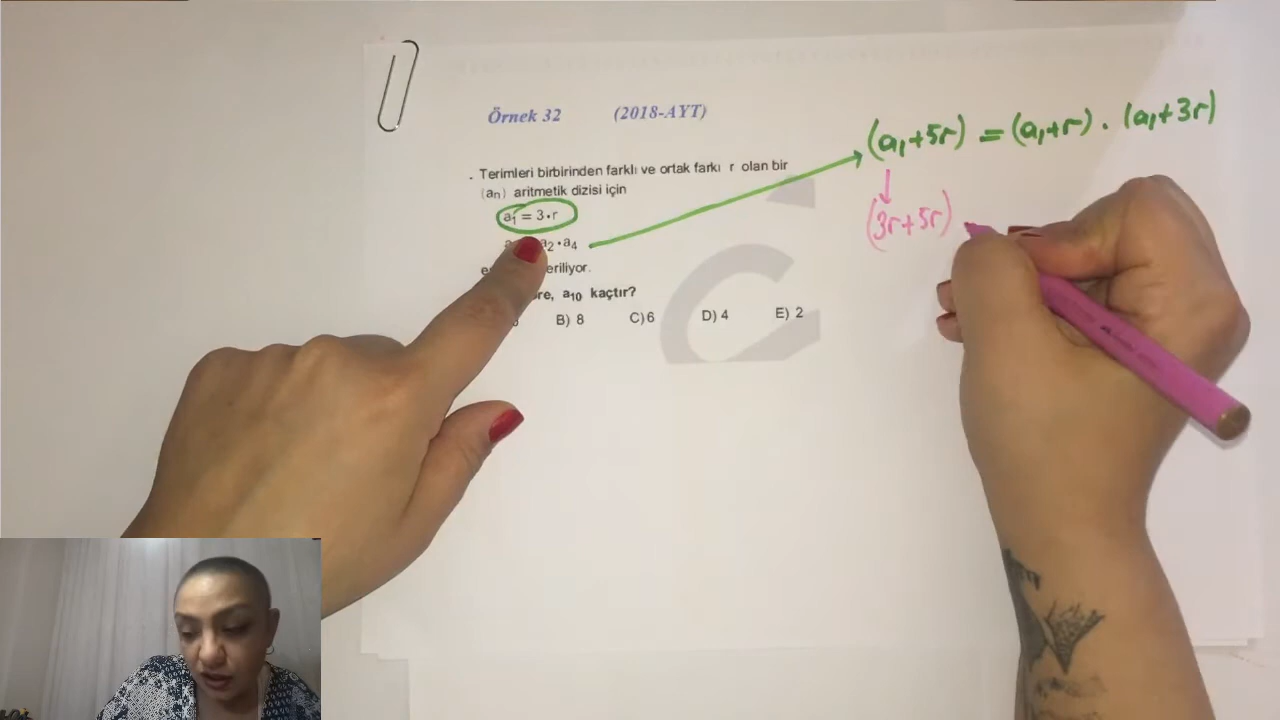 Örnek 32 (2018-AYT)
. Terimleri birbirinden farklı ve ortak farkı r olan bir
(aₙ) aritmetik dizisi için
a₁ = 3·r
a₂·a₄
eriliyor.
re, a₁₀ kaçtır?
B) 8 C)6 D) 4 E) 2
(a₁+5r) = (a₁+r) . (a₁+3r)
(3r+5r)